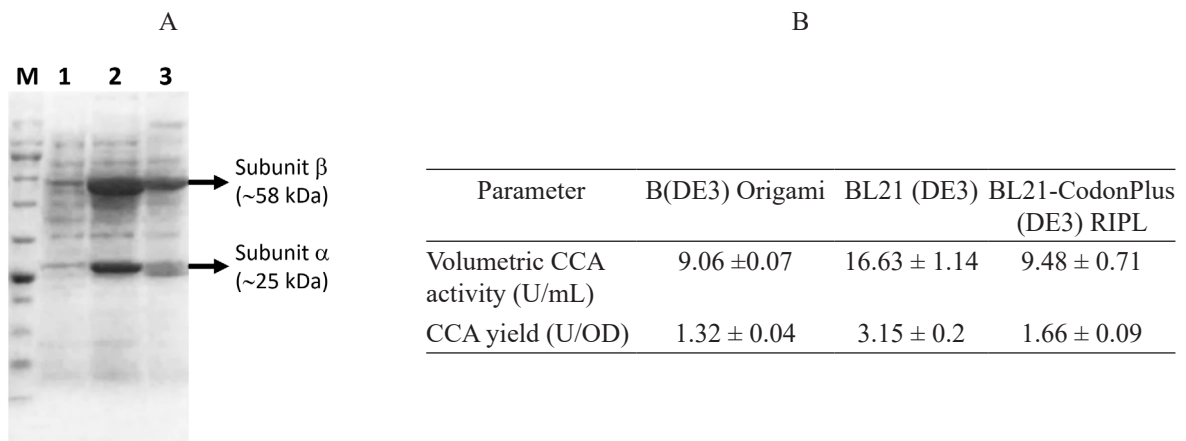 A
B
M 1 2 3
Subunit β
(~58 kDa)
Subunit α
(~25 kDa)
Parameter B(DE3) Origami BL21 (DE3) BL21-CodonPlus
(DE3) RIPL
Volumetric CCA 9.06 ±0.07 16.63 ± 1.14 9.48 ± 0.71
activity (U/mL)
CCA yield (U/OD) 1.32 ± 0.04 3.15 ± 0.2 1.66 ± 0.09